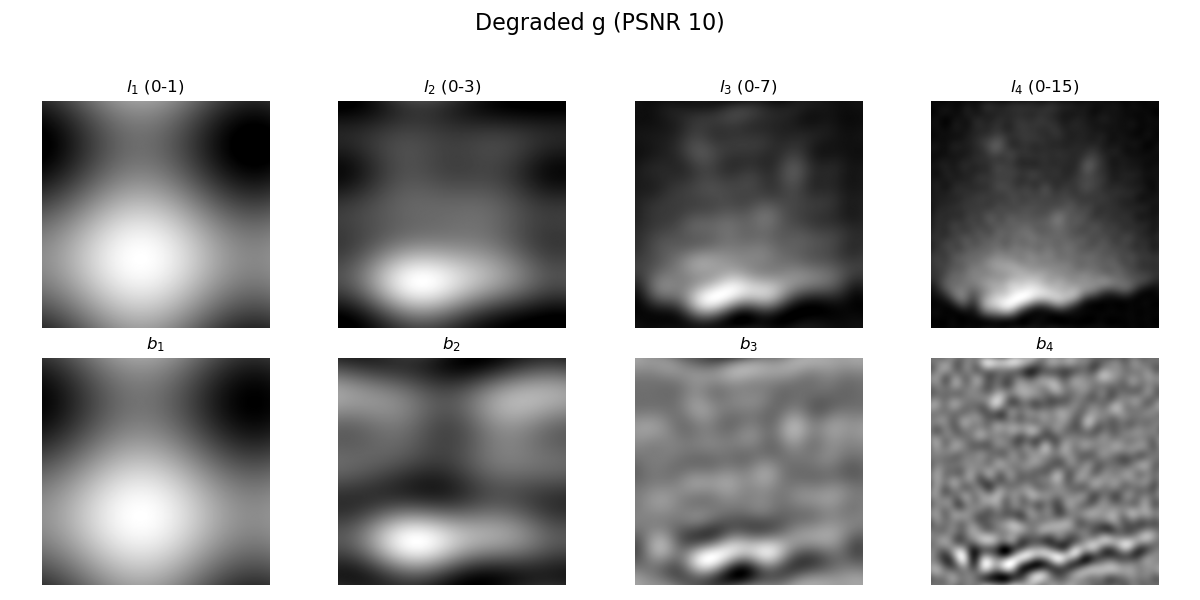 Degraded g (PSNR 10)
l₁ (0-1) l₂ (0-3) l₃ (0-7) l₄ (0-15)
b₁ b₂ b₃ b₄